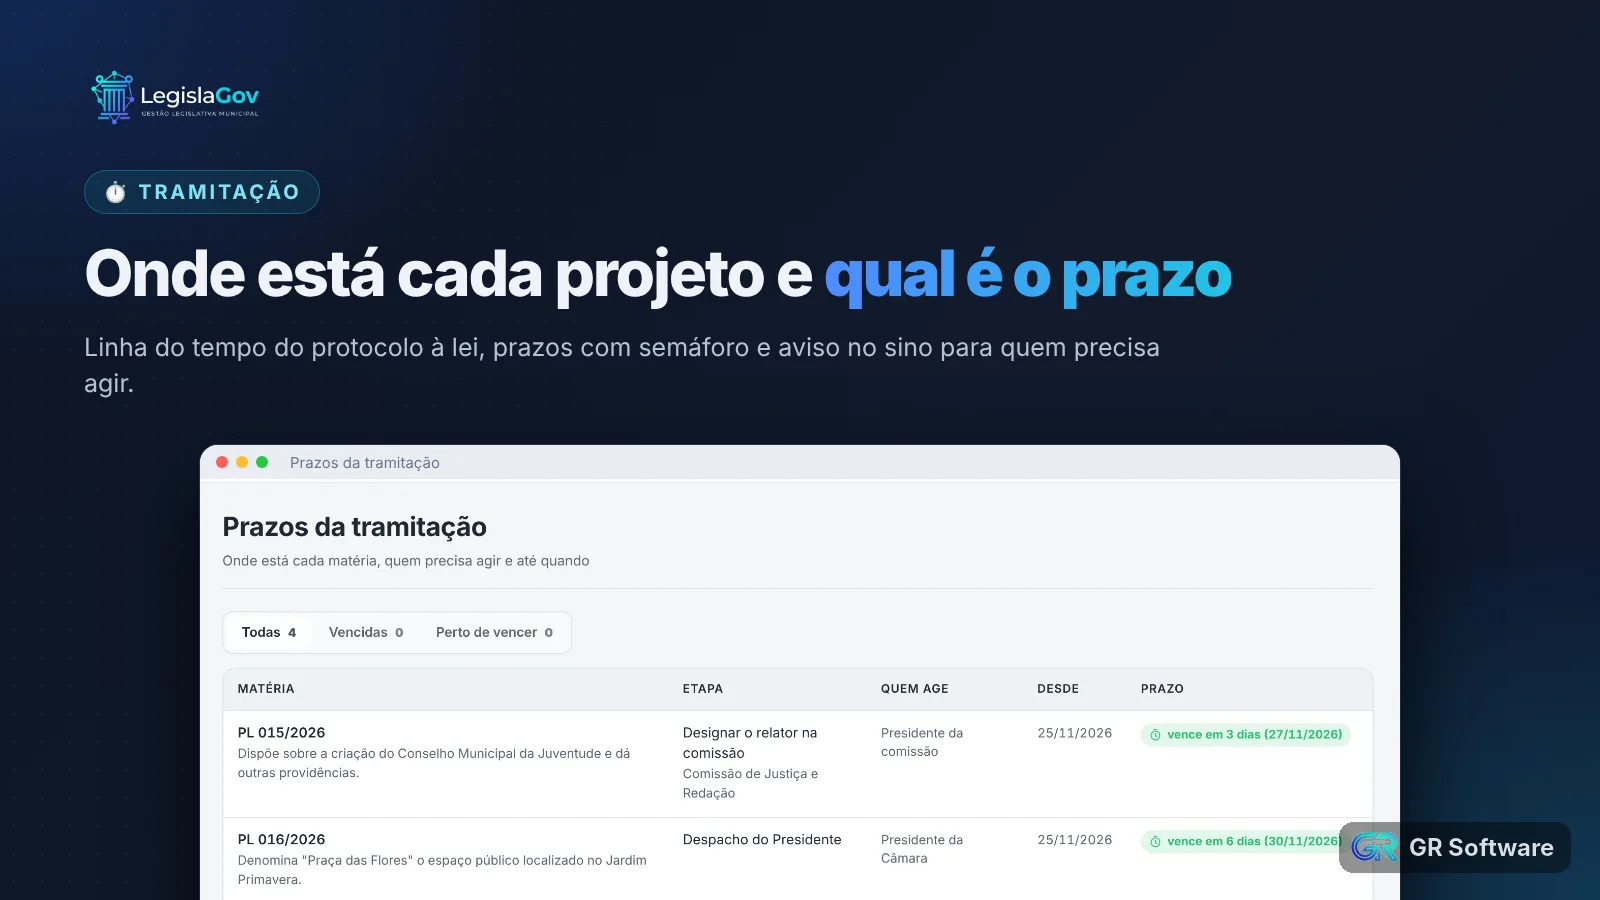 LegislaGov
GESTÃO LEGISLATIVA MUNICIPAL
TRAMITAÇÃO
Onde está cada projeto e qual é o prazo
Linha do tempo do protocolo à lei, prazos com semáforo e aviso no sino para quem precisa
agir.
Prazos da tramitação
Prazos da tramitação
Onde está cada matéria, quem precisa agir e até quando
Todas 4 Vencidas 0 Perto de vencer 0
MATÉRIA ETAPA QUEM AGE DESDE PRAZO
PL 015/2026
Dispõe sobre a criação do Conselho Municipal da Juventude e dá
outras providências.
Designar o relator na
comissão
Comissão de Justiça e
Redação
Presidente da
comissão
25/11/2026
vence em 3 dias (27/11/2026)
PL 016/2026
Denomina "Praça das Flores" o espaço público localizado no Jardim
Primavera.
Despacho do Presidente
Presidente da
Câmara
25/11/2026
vence em 6 dias (30/11/2026)
GR GR Software